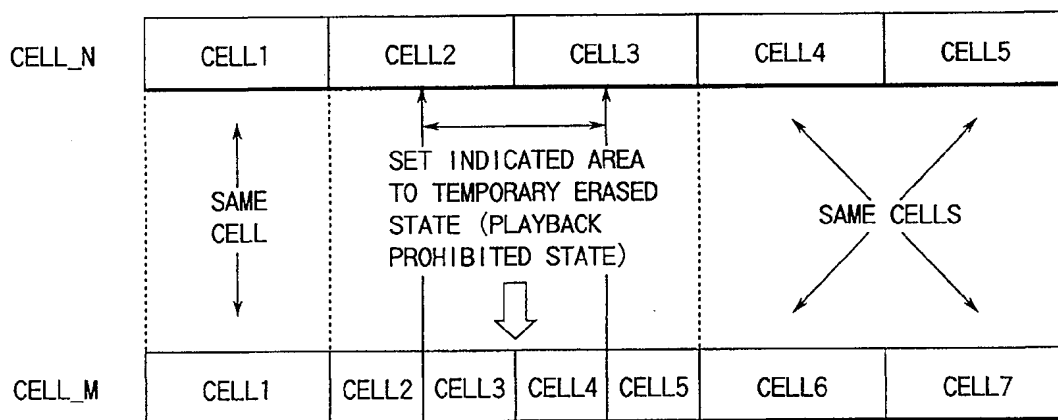 CELL_N CELL1 CELL2 CELL3 CELL4 CELL5
SAME
CELL
SET INDICATED AREA
TO TEMPORARY ERASED
STATE (PLAYBACK
PROHIBITED STATE)
SAME CELLS
CELL_M CELL1 CELL2 CELL3 CELL4 CELL5 CELL6 CELL7